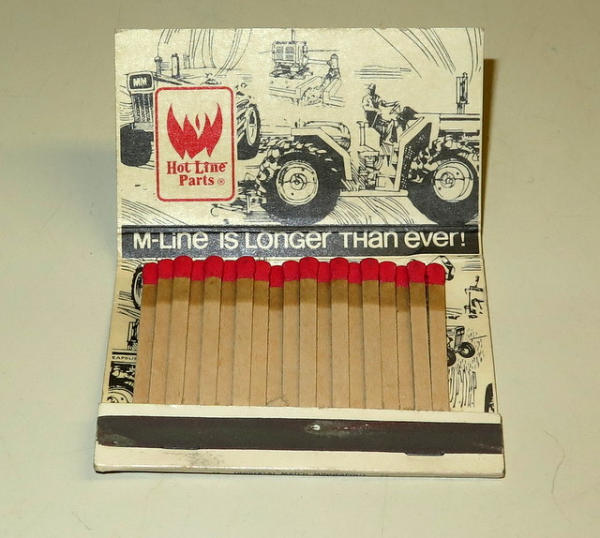 MM
Hot Line
Parts®
M-Line is Longer Than ever!